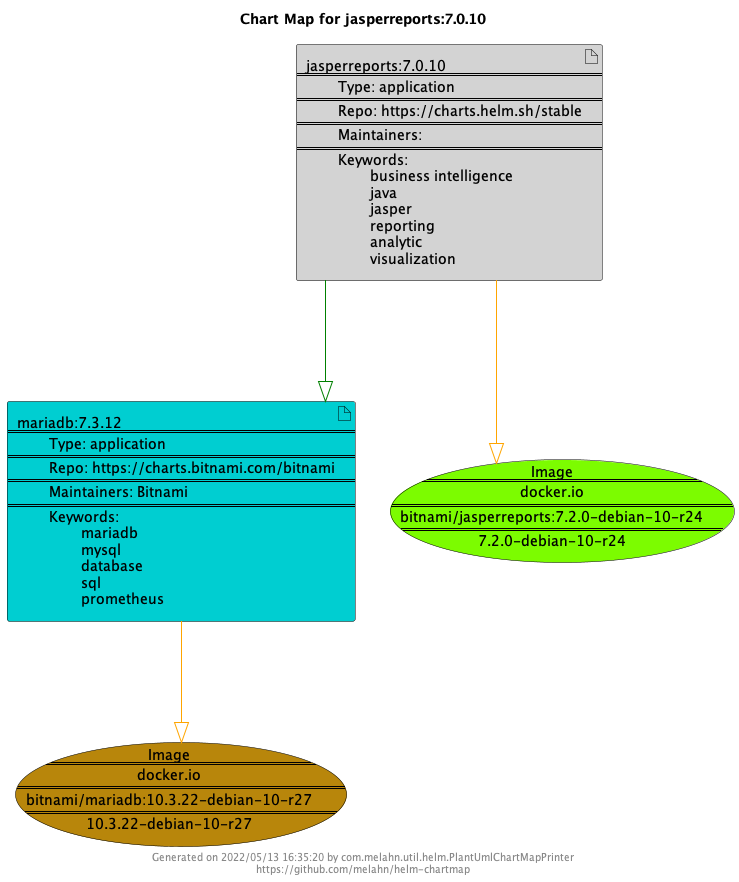 Chart Map for jasperreports:7.0.10
jasperreports:7.0.10
Type: application
Repo: https://charts.helm.sh/stable
Maintainers:
Keywords:
business intelligence
java
jasper
reporting
analytic
visualization
mariadb:7.3.12
Type: application
Repo: https://charts.bitnami.com/bitnami
Maintainers: Bitnami
Keywords:
mariadb
mysql
database
sql
prometheus
Image
docker.io
bitnami/jasperreports:7.2.0-debian-10-r24
7.2.0-debian-10-r24
Image
docker.io
bitnami/mariadb:10.3.22-debian-10-r27
10.3.22-debian-10-r27
Generated on 2022/05/13 16:35:20 by com.melahn.util.helm.PlantUmlChartMapPrinter
https://github.com/melahn/helm-chartmap